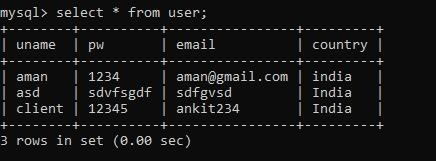 mysql> select * from user;
+--------+----------+----------------+---------+
| uname | pw | email | country |
+--------+----------+----------------+---------+
| aman | 1234 | aman@gmail.com | india |
| asd | sdvfsgdf | sdfgvsd | India |
| client | 12345 | ankit234 | India |
+--------+----------+----------------+---------+
3 rows in set (0.00 sec)